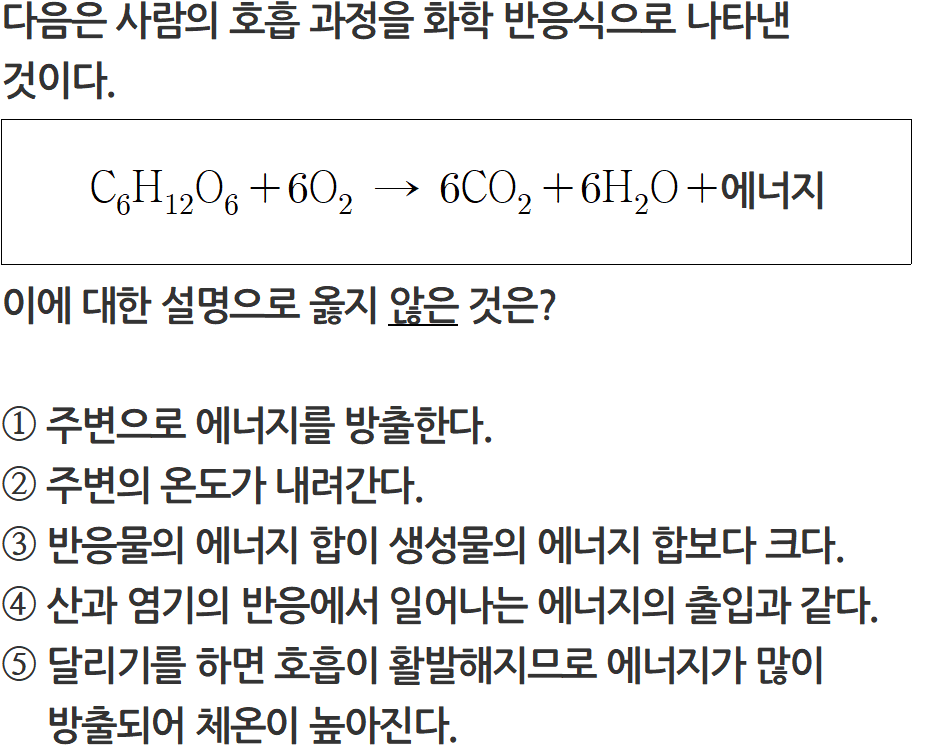 다음은 사람의 호흡 과정을 화학 반응식으로 나타낸
것이다.
C₆H₁₂O₆ + 6O₂ → 6CO₂ + 6H₂O + 에너지
이에 대한 설명으로 옳지 않은 것은?
① 주변으로 에너지를 방출한다.
② 주변의 온도가 내려간다.
③ 반응물의 에너지 합이 생성물의 에너지 합보다 크다.
④ 산과 염기의 반응에서 일어나는 에너지의 출입과 같다.
⑤ 달리기를 하면 호흡이 활발해지므로 에너지가 많이
방출되어 체온이 높아진다.